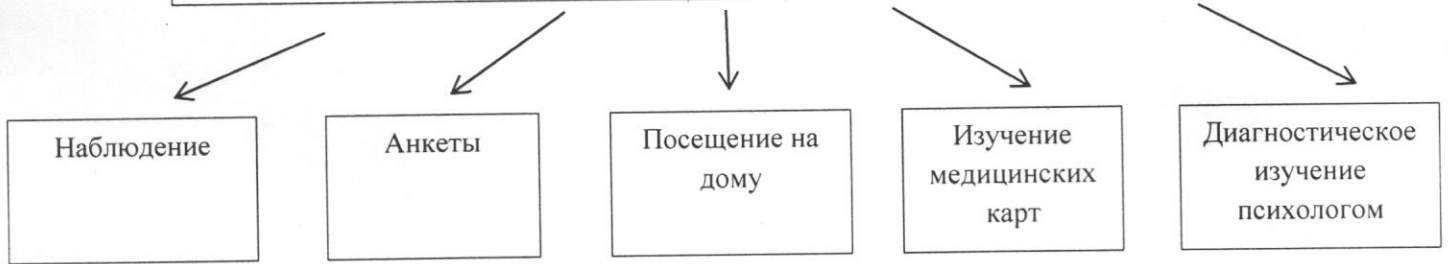 Наблюдение
Анкеты
Посещение на
дому
Изучение
медицинских
карт
Диагностическое
изучение
психологом